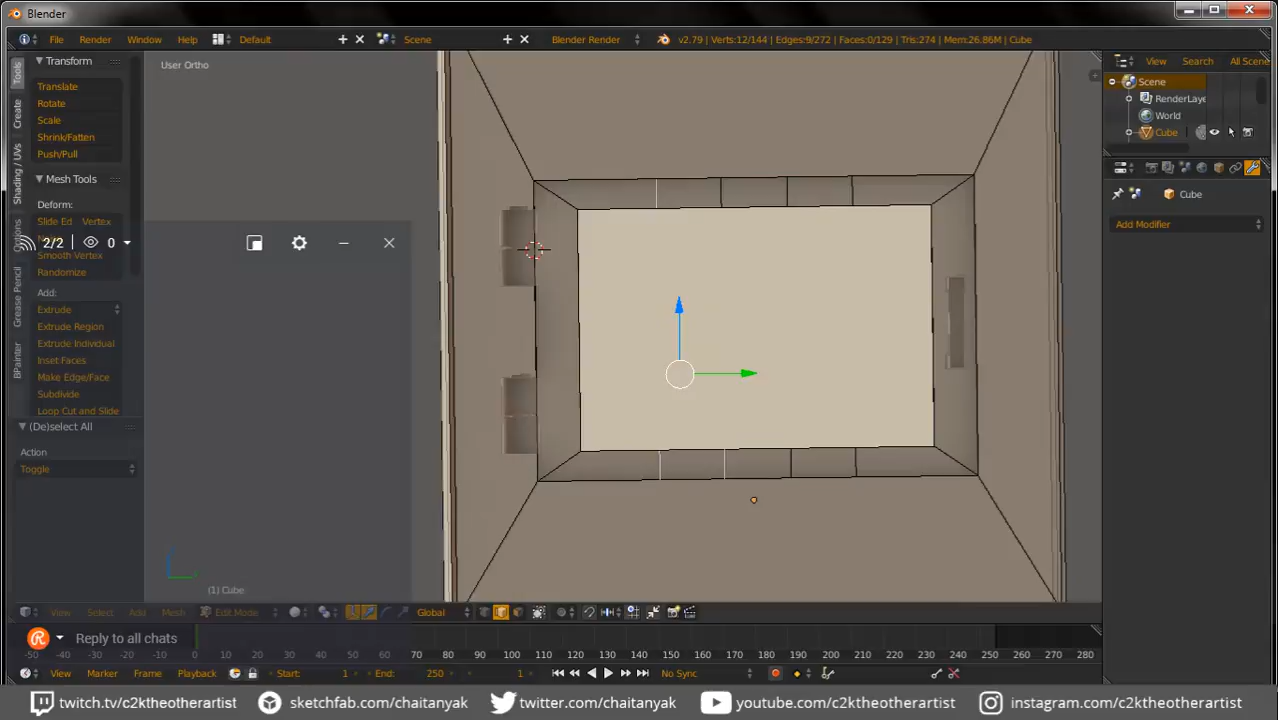 Blender
File Render Window Help Default Scene Blender Render v2.79 | Verts:12/144 | Edges:9/272 | Faces:0/129 | Tris:274 | Mem:26.86M | Cube
Transform
Translate
Rotate
Scale
Shrink/Fatten
Push/Pull
Mesh Tools
Deform:
Slide Ed Vertex
Smooth Vertex
Randomize
Add:
Extrude
Extrude Region
Extrude Individual
Inset Faces
Make Edge/Face
Subdivide
Loop Cut and Slide
(De)select All
Action
Toggle
Tools
Create
Shading / UVs
Options
Grease Pencil
BPainter
User Ortho
2/2 0
(1) Cube
View Search All Scene
Scene
RenderLaye
World
Cube
Cube
Add Modifier
View Select Add Mesh Edit Mode Global
Reply to all chats
-50 -40 -30 -20 -10 0 10 20 30 40 50 60 70 80 90 100 110 120 130 140 150 160 170 180 190 200 210 220 230 240 250 260 270 280
View Marker Frame Playback Start: 1 End: 250 1 No Sync
twitch.tv/c2ktheotherartist sketchfab.com/chaitanyak twitter.com/chaitanyak youtube.com/c2ktheotherartist instagram.com/c2ktheotherartist